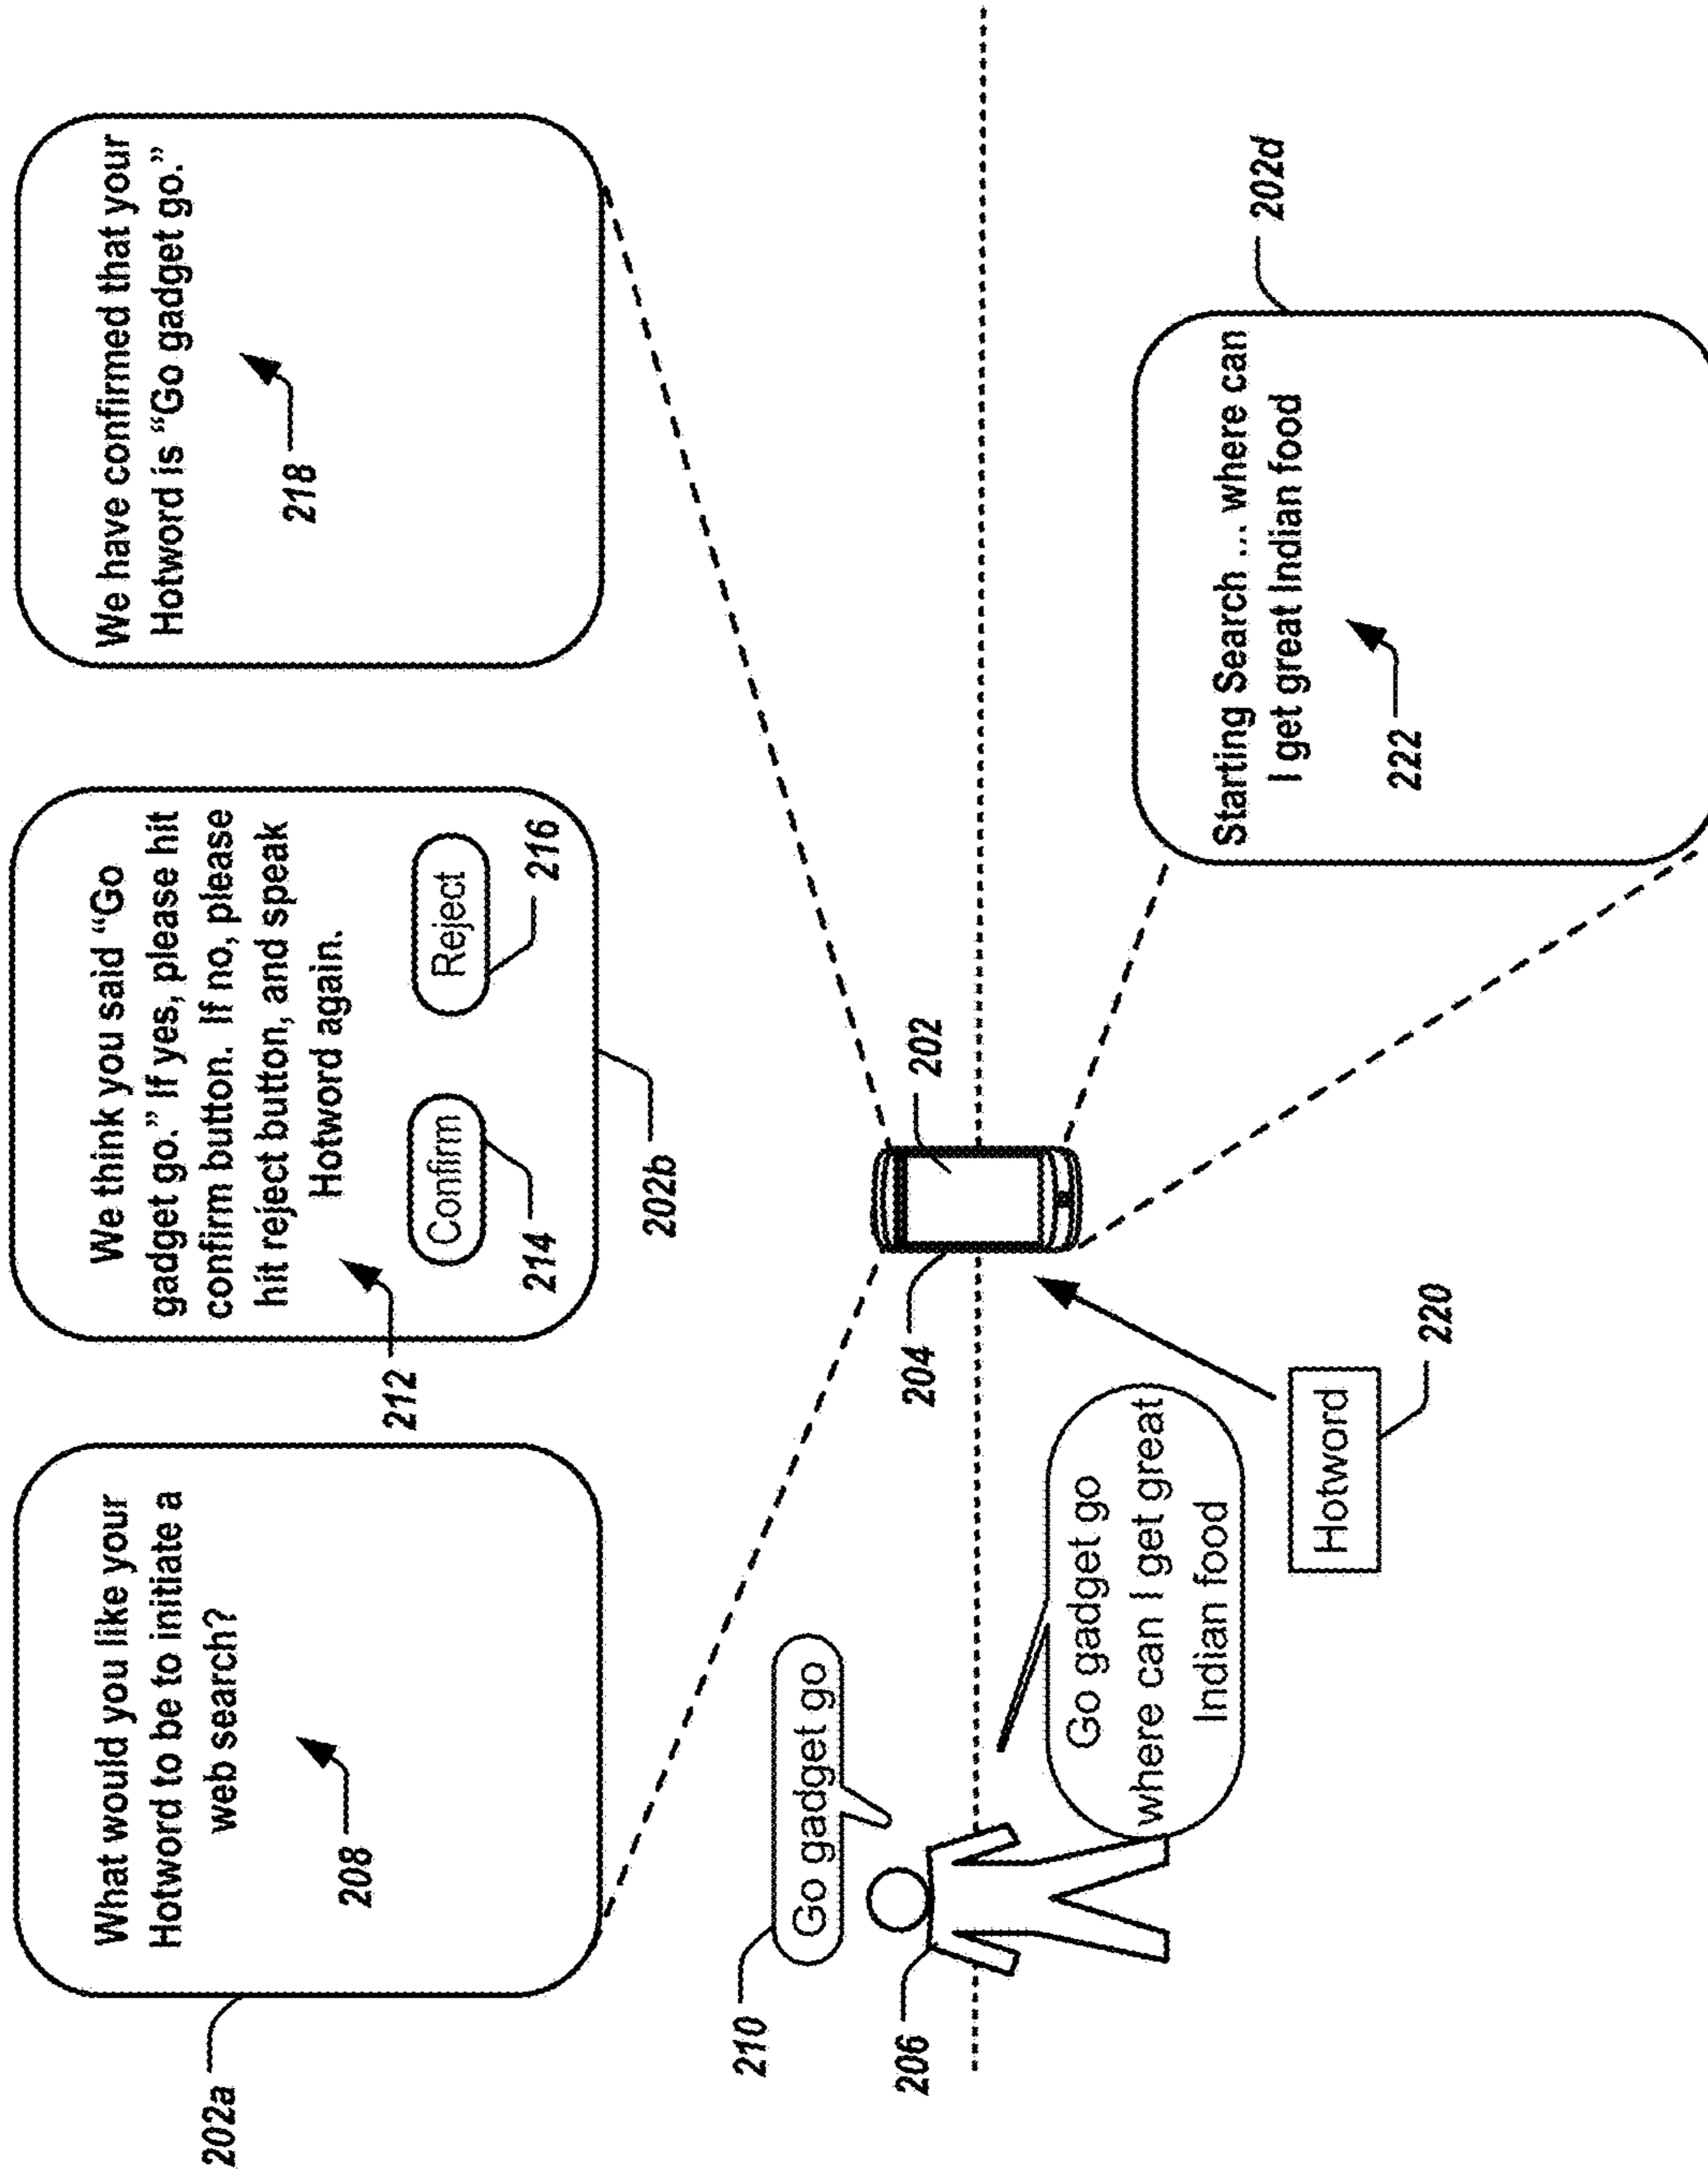 202a
What would you like your
Hotword to be to initiate a
web search?
208
We think you said “Go
gadget go.” If yes, please hit
confirm button. If no, please
hit reject button, and speak
Hotword again.
212
Confirm
Reject
214
216
202b
We have confirmed that your
Hotword is “Go gadget go.”
218
210
Go gadget go
206
204
202
Go gadget go
where can I get great
Indian food
Hotword
220
202d
Starting Search ... where can
I get great Indian food
222